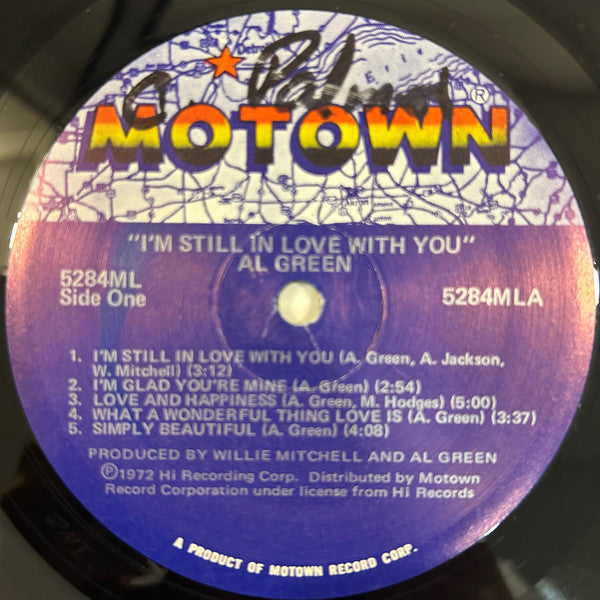 Detroit
C. Palmer
MOTOWN®
"I'M STILL IN LOVE WITH YOU"
AL GREEN
5284ML
Side One
5284MLA
1. I'M STILL IN LOVE WITH YOU (A. Green, A. Jackson,
W. Mitchell) (3:12)
2. I'M GLAD YOU'RE MINE (A. Green) (2:54)
3. LOVE AND HAPPINESS (A. Green, M. Hodges) (5:00)
4. WHAT A WONDERFUL THING LOVE IS (A. Green) (3:37)
5. SIMPLY BEAUTIFUL (A. Green) (4:08)
PRODUCED BY WILLIE MITCHELL AND AL GREEN
Ⓟ1972 Hi Recording Corp. Distributed by Motown
Record Corporation under license from Hi Records
A PRODUCT OF MOTOWN RECORD CORP.